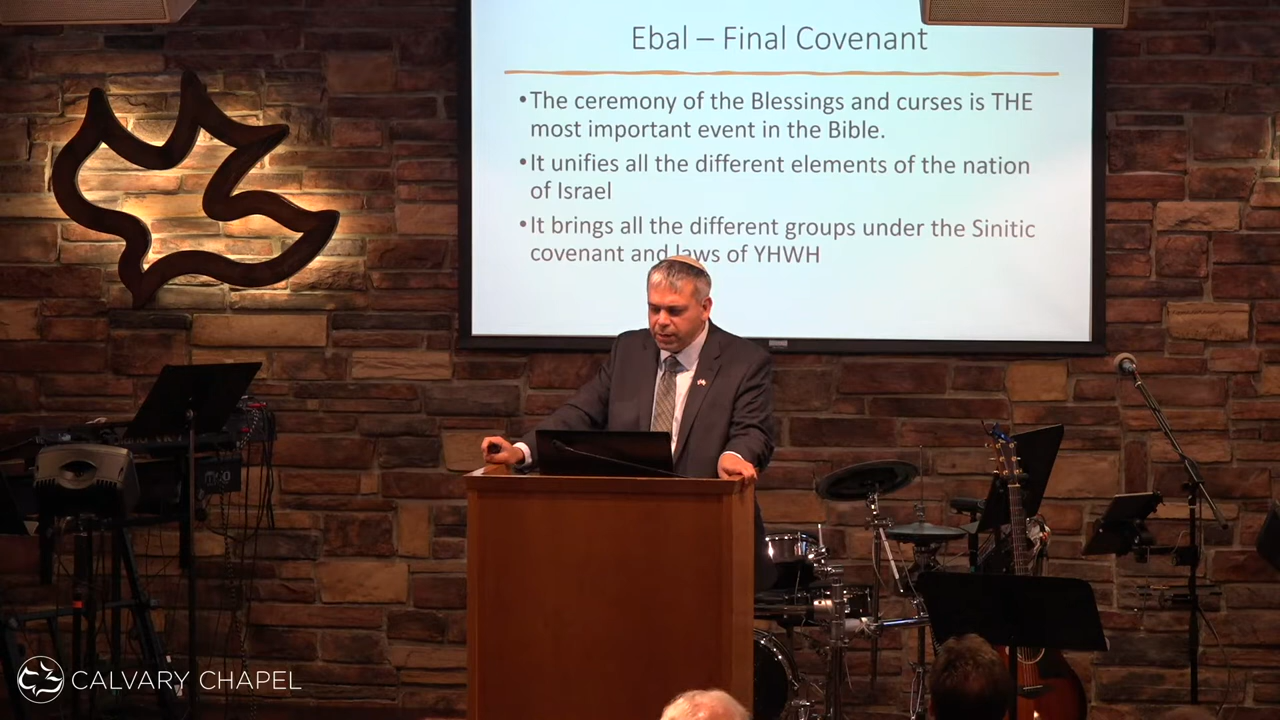 Ebal – Final Covenant
•The ceremony of the Blessings and curses is THE
most important event in the Bible.
•It unifies all the different elements of the nation
of Israel
•It brings all the different groups under the Sinitic
covenant and laws of YHWH
CALVARY CHAPEL